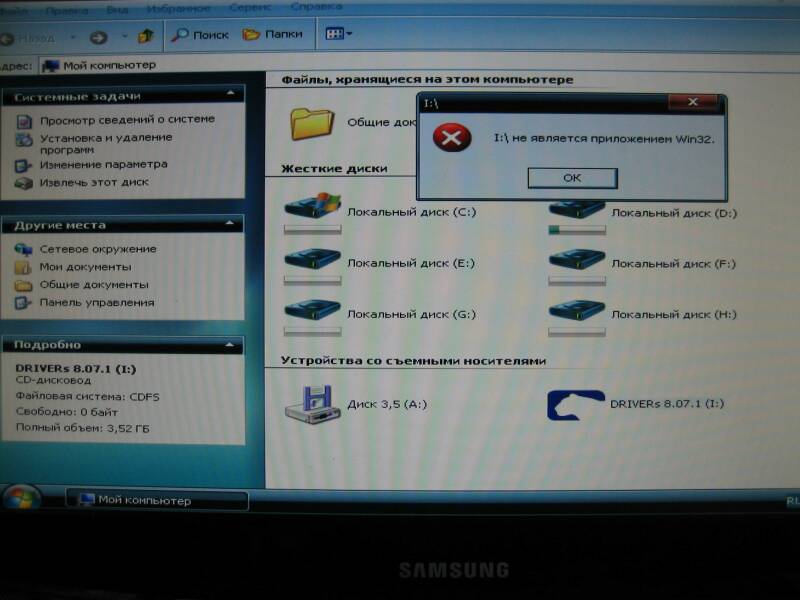 Файл Правка Вид Избранное Сервис Справка
Назад Поиск Папки
Адрес: Мой компьютер
Системные задачи
Просмотр сведений о системе
Установка и удаление
программ
Изменение параметра
Извлечь этот диск
Другие места
Сетевое окружение
Мои документы
Общие документы
Панель управления
Подробно
DRIVERs 8.07.1 (I:)
CD-дисковод
Файловая система: CDFS
Свободно: 0 байт
Полный объем: 3,52 ГБ
Файлы, хранящиеся на этом компьютере
Общие док
I:\
I:\ не является приложением Win32.
OK
Жесткие диски
Локальный диск (C:)
Локальный диск (D:)
Локальный диск (E:)
Локальный диск (F:)
Локальный диск (G:)
Локальный диск (H:)
Устройства со съемными носителями
Диск 3,5 (A:)
DRIVERs 8.07.1 (I:)
Мой компьютер
RU
SAMSUNG